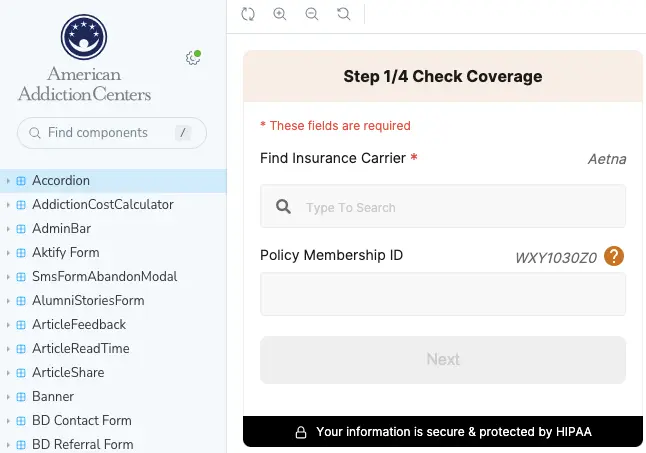 American
AddictionCenters
Find components /
Accordion
AddictionCostCalculator
AdminBar
Aktify Form
SmsFormAbandonModal
AlumniStoriesForm
ArticleFeedback
ArticleReadTime
ArticleShare
Banner
BD Contact Form
BD Referral Form
Step 1/4 Check Coverage
* These fields are required
Find Insurance Carrier * Aetna
Type To Search
Policy Membership ID WXY1030Z0 ?
Next
Your information is secure & protected by HIPAA